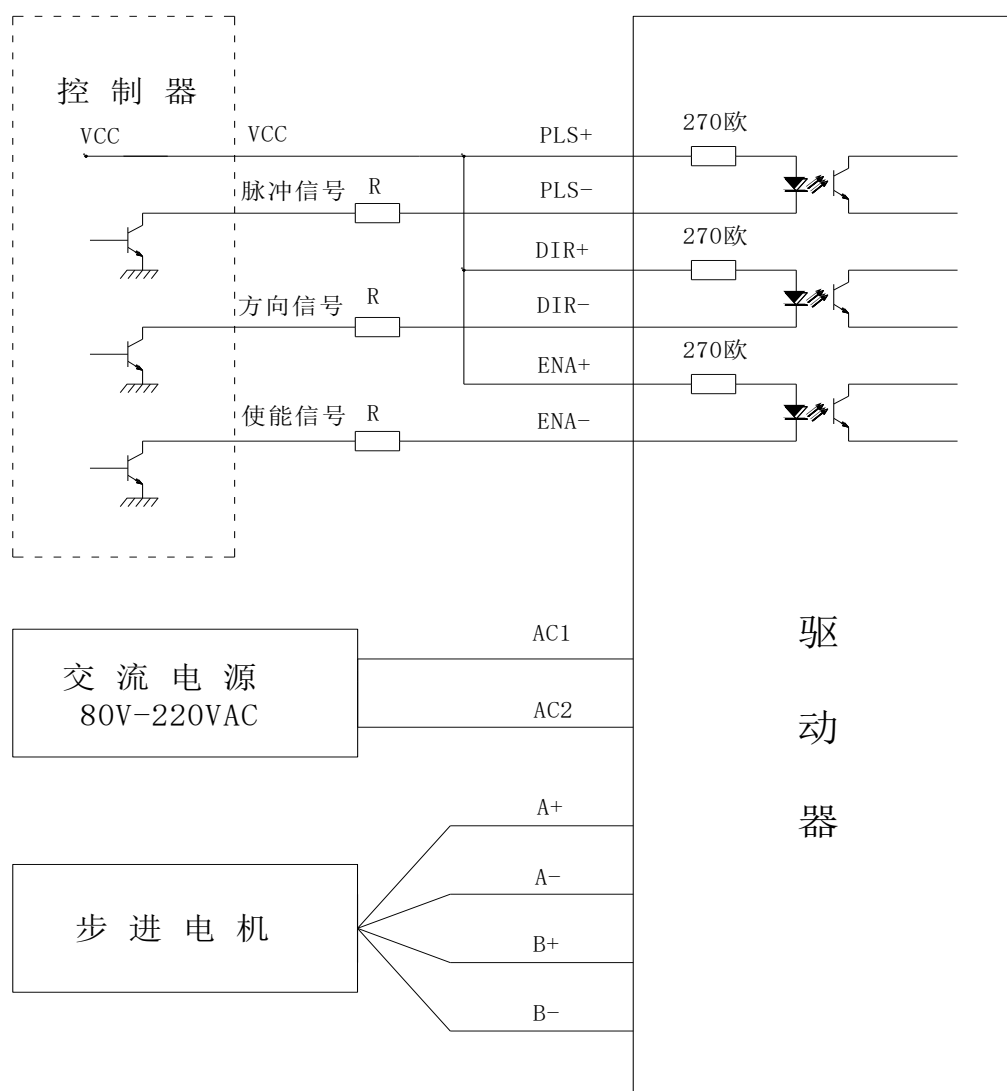 控制器
VCC
VCC
PLS+
270欧
脉冲信号
R
PLS-
DIR+
270欧
方向信号
R
DIR-
ENA+
270欧
使能信号
R
ENA-
交流电源
80V-220VAC
AC1
AC2
驱动器
步进电机
A+
A-
B+
B-